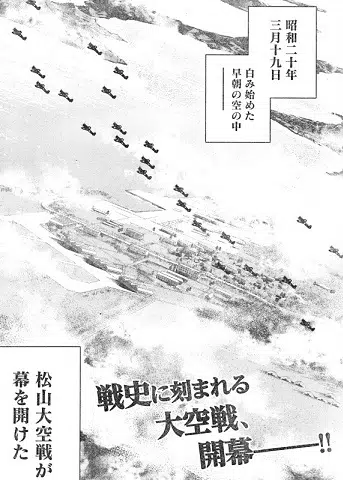 昭和二十年
三月十九日
白み始めた
早朝の空の中
――
戦史に刻まれる
大空戦、
開幕――!!
松山大空戦が
幕を開けた